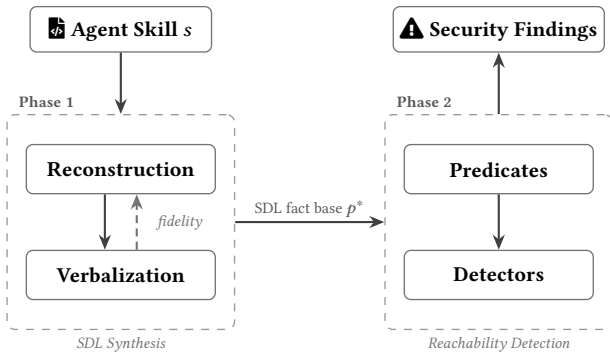 Agent Skill s
Security Findings
Phase 1
Phase 2
Reconstruction
Predicates
fidelity
SDL fact base p*
Verbalization
Detectors
SDL Synthesis
Reachability Detection